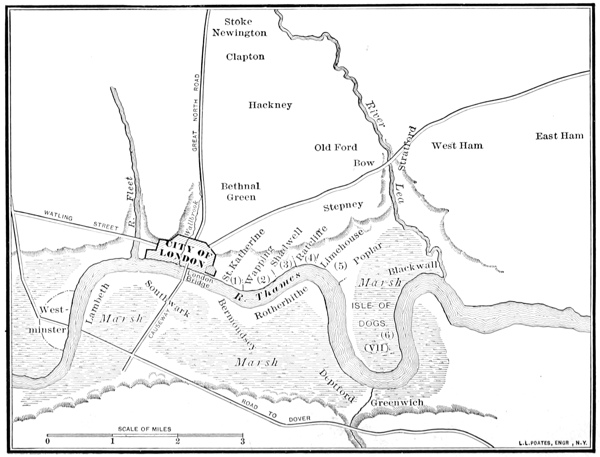 Stoke
Newington
Clapton
GREAT NORTH ROAD
Hackney
River
Old Ford
Bow
Stratford
West Ham
East Ham
R. Fleet
Bethnal
Green
Lea
Stepney
WATLING STREET
Wallbrook
CITY OF
LONDON
London
Bridge
St. Katherine
(1)
Wapping
(2)
Shadwell
(3)
Ratcliffe
(4)
Limehouse
(5)
Poplar
Marsh
Blackwall
R. Thames
Rotherhithe
ISLE OF
DOGS
(6)
(VII)
West-
minster
Lambeth
Marsh
Southwark
CAUSEWAY
Bermondsey
Marsh
Deptford
Greenwich
ROAD TO DOVER
SCALE OF MILES
0 1 2 3
L.L.POATES, ENGR., N.Y.